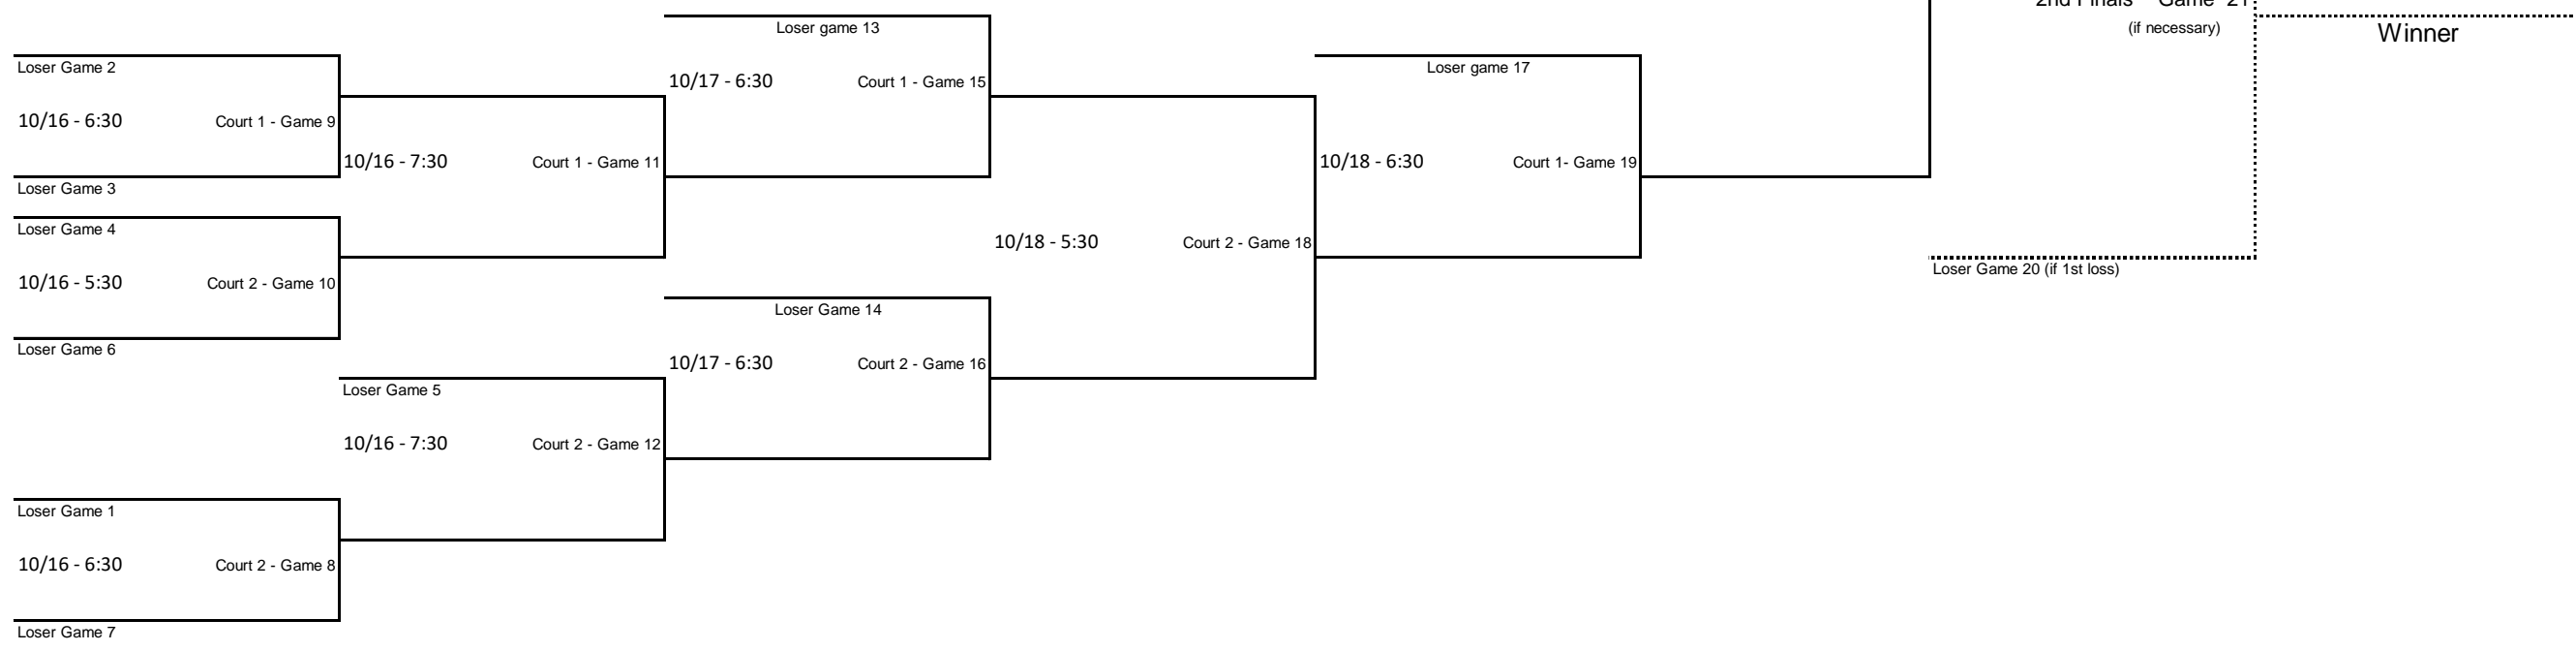 2nd Finals - Game 21
Loser game 13
(if necessary)
Winner
Loser Game 2
Loser game 17
10/17 - 6:30
Court 1 - Game 15
10/16 - 6:30
Court 1 - Game 9
10/16 - 7:30
Court 1 - Game 11
10/18 - 6:30
Court 1- Game 19
Loser Game 3
Loser Game 4
10/18 - 5:30
Court 2 - Game 18
Loser Game 20 (if 1st loss)
10/16 - 5:30
Court 2 - Game 10
Loser Game 14
Loser Game 6
10/17 - 6:30
Court 2 - Game 16
Loser Game 5
10/16 - 7:30
Court 2 - Game 12
Loser Game 1
10/16 - 6:30
Court 2 - Game 8
Loser Game 7